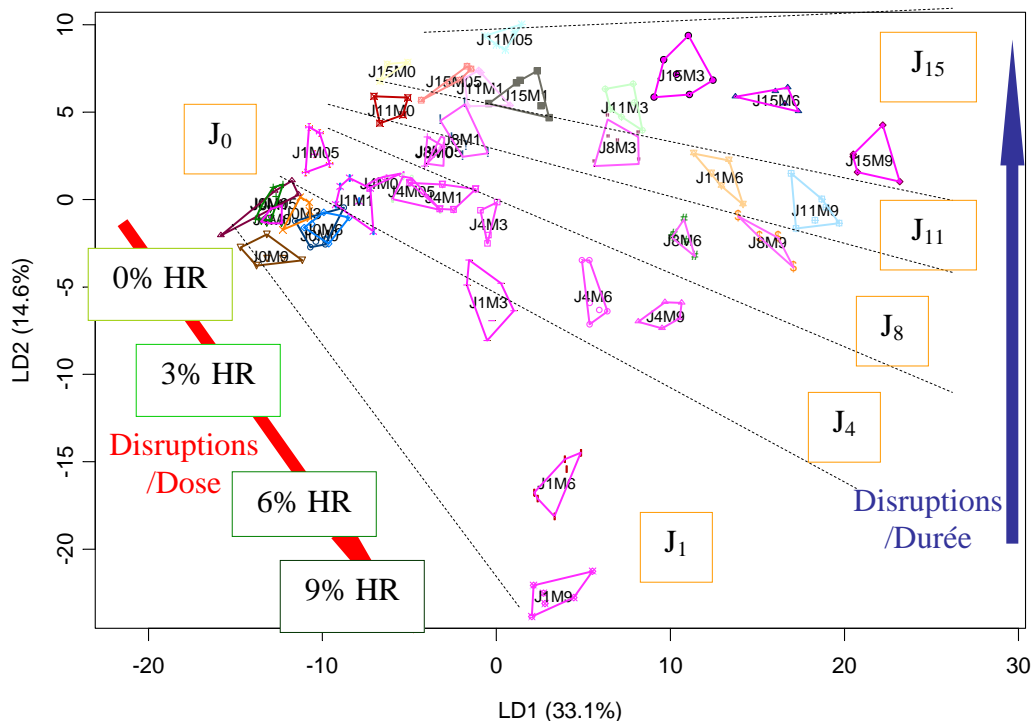 J11M05
J15M0
J15M05
J11M1
J15M1
J15M3
J15M6
J15
J11M0
J11M3
J0
J1M05
J8M1
J8M05
J8M3
J15M9
J4M0
J4M05
J4M1
J1M1
J11M6
J11M9
J0M3
J0M6
J4M3
J8M6
J8M9
J11
J0M9
J1M3
J4M6
J4M9
J8
0% HR
3% HR
J4
Disruptions
/Dose
6% HR
J1M6
Disruptions
/Durée
J1
9% HR
J1M9
10
5
0
-5
-10
-15
-20
LD2 (14.6%)
-20
-10
0
10
20
30
LD1 (33.1%)